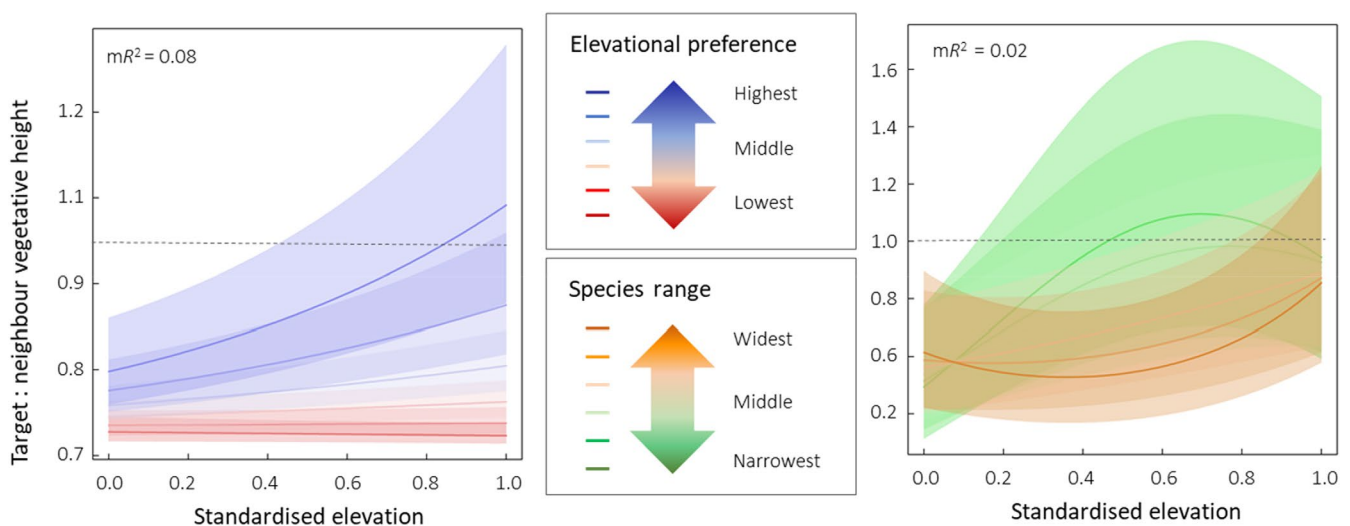 mR² = 0.08
Target : neighbour vegetative height
1.2
1.1
0.9
0.8
0.7
0.0 0.2 0.4 0.6 0.8 1.0
Standardised elevation
Elevational preference
Highest
Middle
Lowest
Species range
Widest
Middle
Narrowest
mR² = 0.02
1.6
1.4
1.2
1.0
0.8
0.6
0.2
0.0 0.2 0.4 0.6 0.8 1.0
Standardised elevation